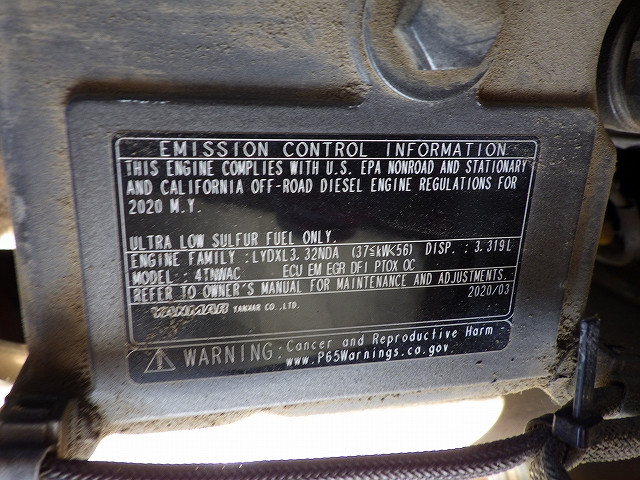 EMISSION CONTROL INFORMATION
THIS ENGINE COMPLIES WITH U.S. EPA NONROAD AND STATIONARY
AND CALIFORNIA OFF-ROAD DIESEL ENGINE REGULATIONS FOR
2020 M.Y.
ULTRA LOW SULFUR FUEL ONLY.
ENGINE FAMILY :LYDXL3.32NDA (37≤kW<56) DISP.:3.319L
MODEL: 4TNWAC ECU EM EGR DFI PTOX OC
REFER TO OWNER'S MANUAL FOR MAINTENANCE AND ADJUSTMENTS.
2020/03
YANMAR YANMAR CO.,LTD.
WARNING: Cancer and Reproductive Harm
www.P65Warnings.ca.gov